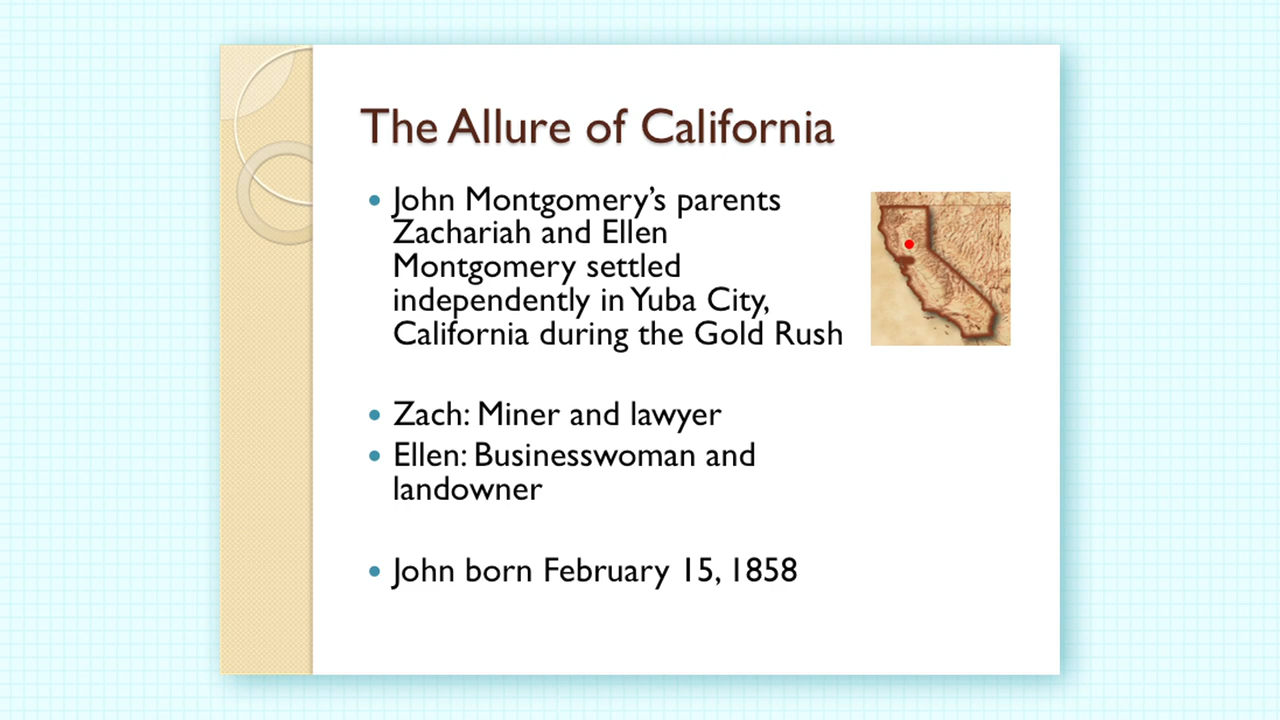 The Allure of California
• John Montgomery’s parents
Zachariah and Ellen
Montgomery settled
independently in Yuba City,
California during the Gold Rush
• Zach: Miner and lawyer
• Ellen: Businesswoman and
landowner
• John born February 15, 1858